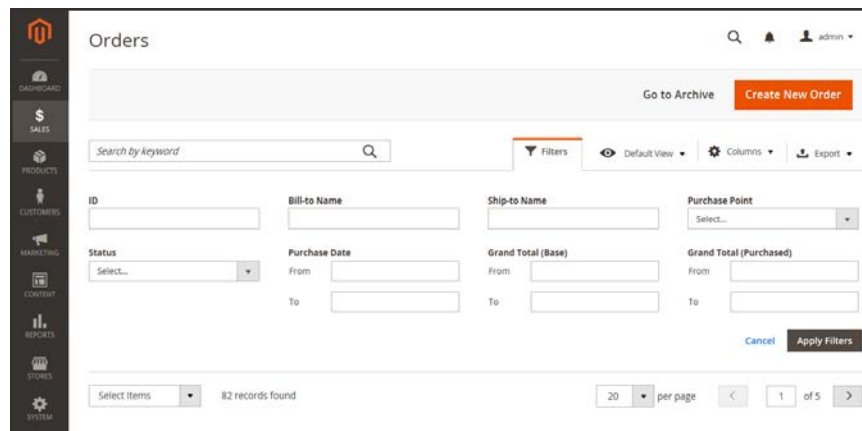 Orders
admin
DASHBOARD
SALES
PRODUCTS
CUSTOMERS
MARKETING
CONTENT
REPORTS
STORES
SYSTEM
Go to Archive Create New Order
Search by keyword Filters Default View Columns Export
ID Bill-to Name Ship-to Name Purchase Point
Select...
Status Purchase Date Grand Total (Base) Grand Total (Purchased)
Select... From From From
To To To
Cancel Apply Filters
Select Items 82 records found 20 per page 1 of 5